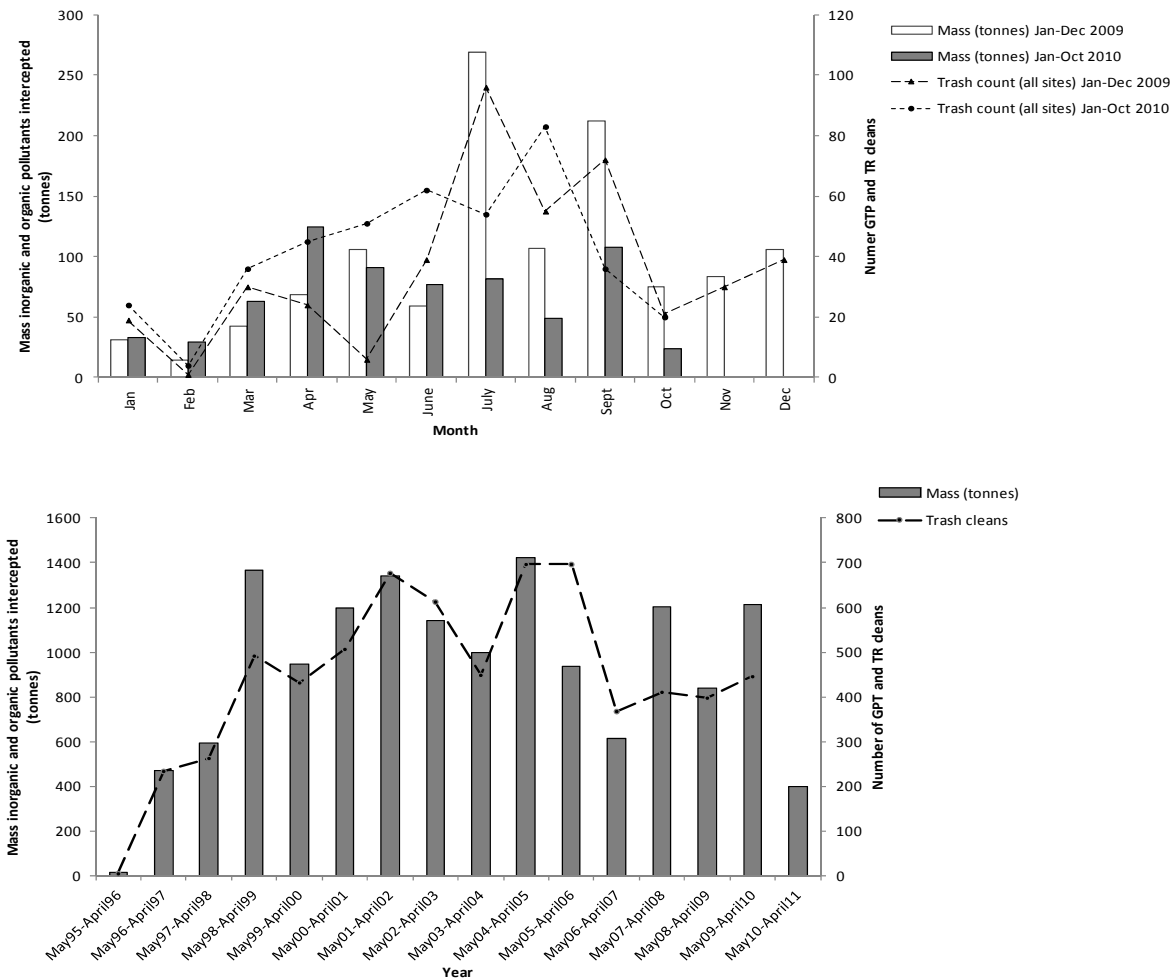 Mass inorganic and organic pollutants intercepted
(tonnes)
300
250
200
150
100
50
0
120
100
80
60
40
20
0
Numer GTP and TR deans
Jan
Feb
Mar
Apr
May
June
July
Aug
Sept
Oct
Nov
Dec
Month
Mass (tonnes) Jan-Dec 2009
Mass (tonnes) Jan-Oct 2010
Trash count (all sites) Jan-Dec 2009
Trash count (all sites) Jan-Oct 2010
Mass inorganic and organic pollutants intercepted
(tonnes)
1600
1400
1200
1000
800
600
400
200
0
800
700
600
500
400
300
200
100
0
Number of GPT and TR deans
May95-April96
May96-April97
May97-April98
May98-April99
May99-April00
May00-April01
May01-April02
May02-April03
May03-April04
May04-April05
May05-April06
May06-April07
May07-April08
May08-April09
May09-April10
May10-April11
Year
Mass (tonnes)
Trash cleans